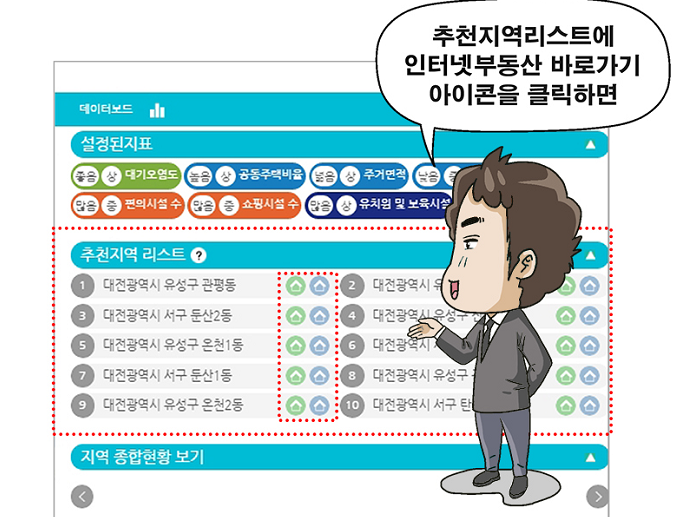 추천지역리스트에
인터넷부동산 바로가기
아이콘을 클릭하면
데이터보드
설정된지표
좋음 상 대기오염도 높음 상 공동주택비율 넓음 상 주거면적 낮음 중
많음 중 편의시설 수 많음 중 쇼핑시설 수 많음 상 유치원 및 보육시설
추천지역 리스트 ?
1 대전광역시 유성구 관평동 2 대전광역시
3 대전광역시 서구 둔산2동 4 대전광역시 유성구
5 대전광역시 유성구 온천1동 6 대전광역시
7 대전광역시 서구 둔산1동 8 대전광역시 유성구
9 대전광역시 유성구 온천2동 10 대전광역시 서구
지역 종합현황 보기